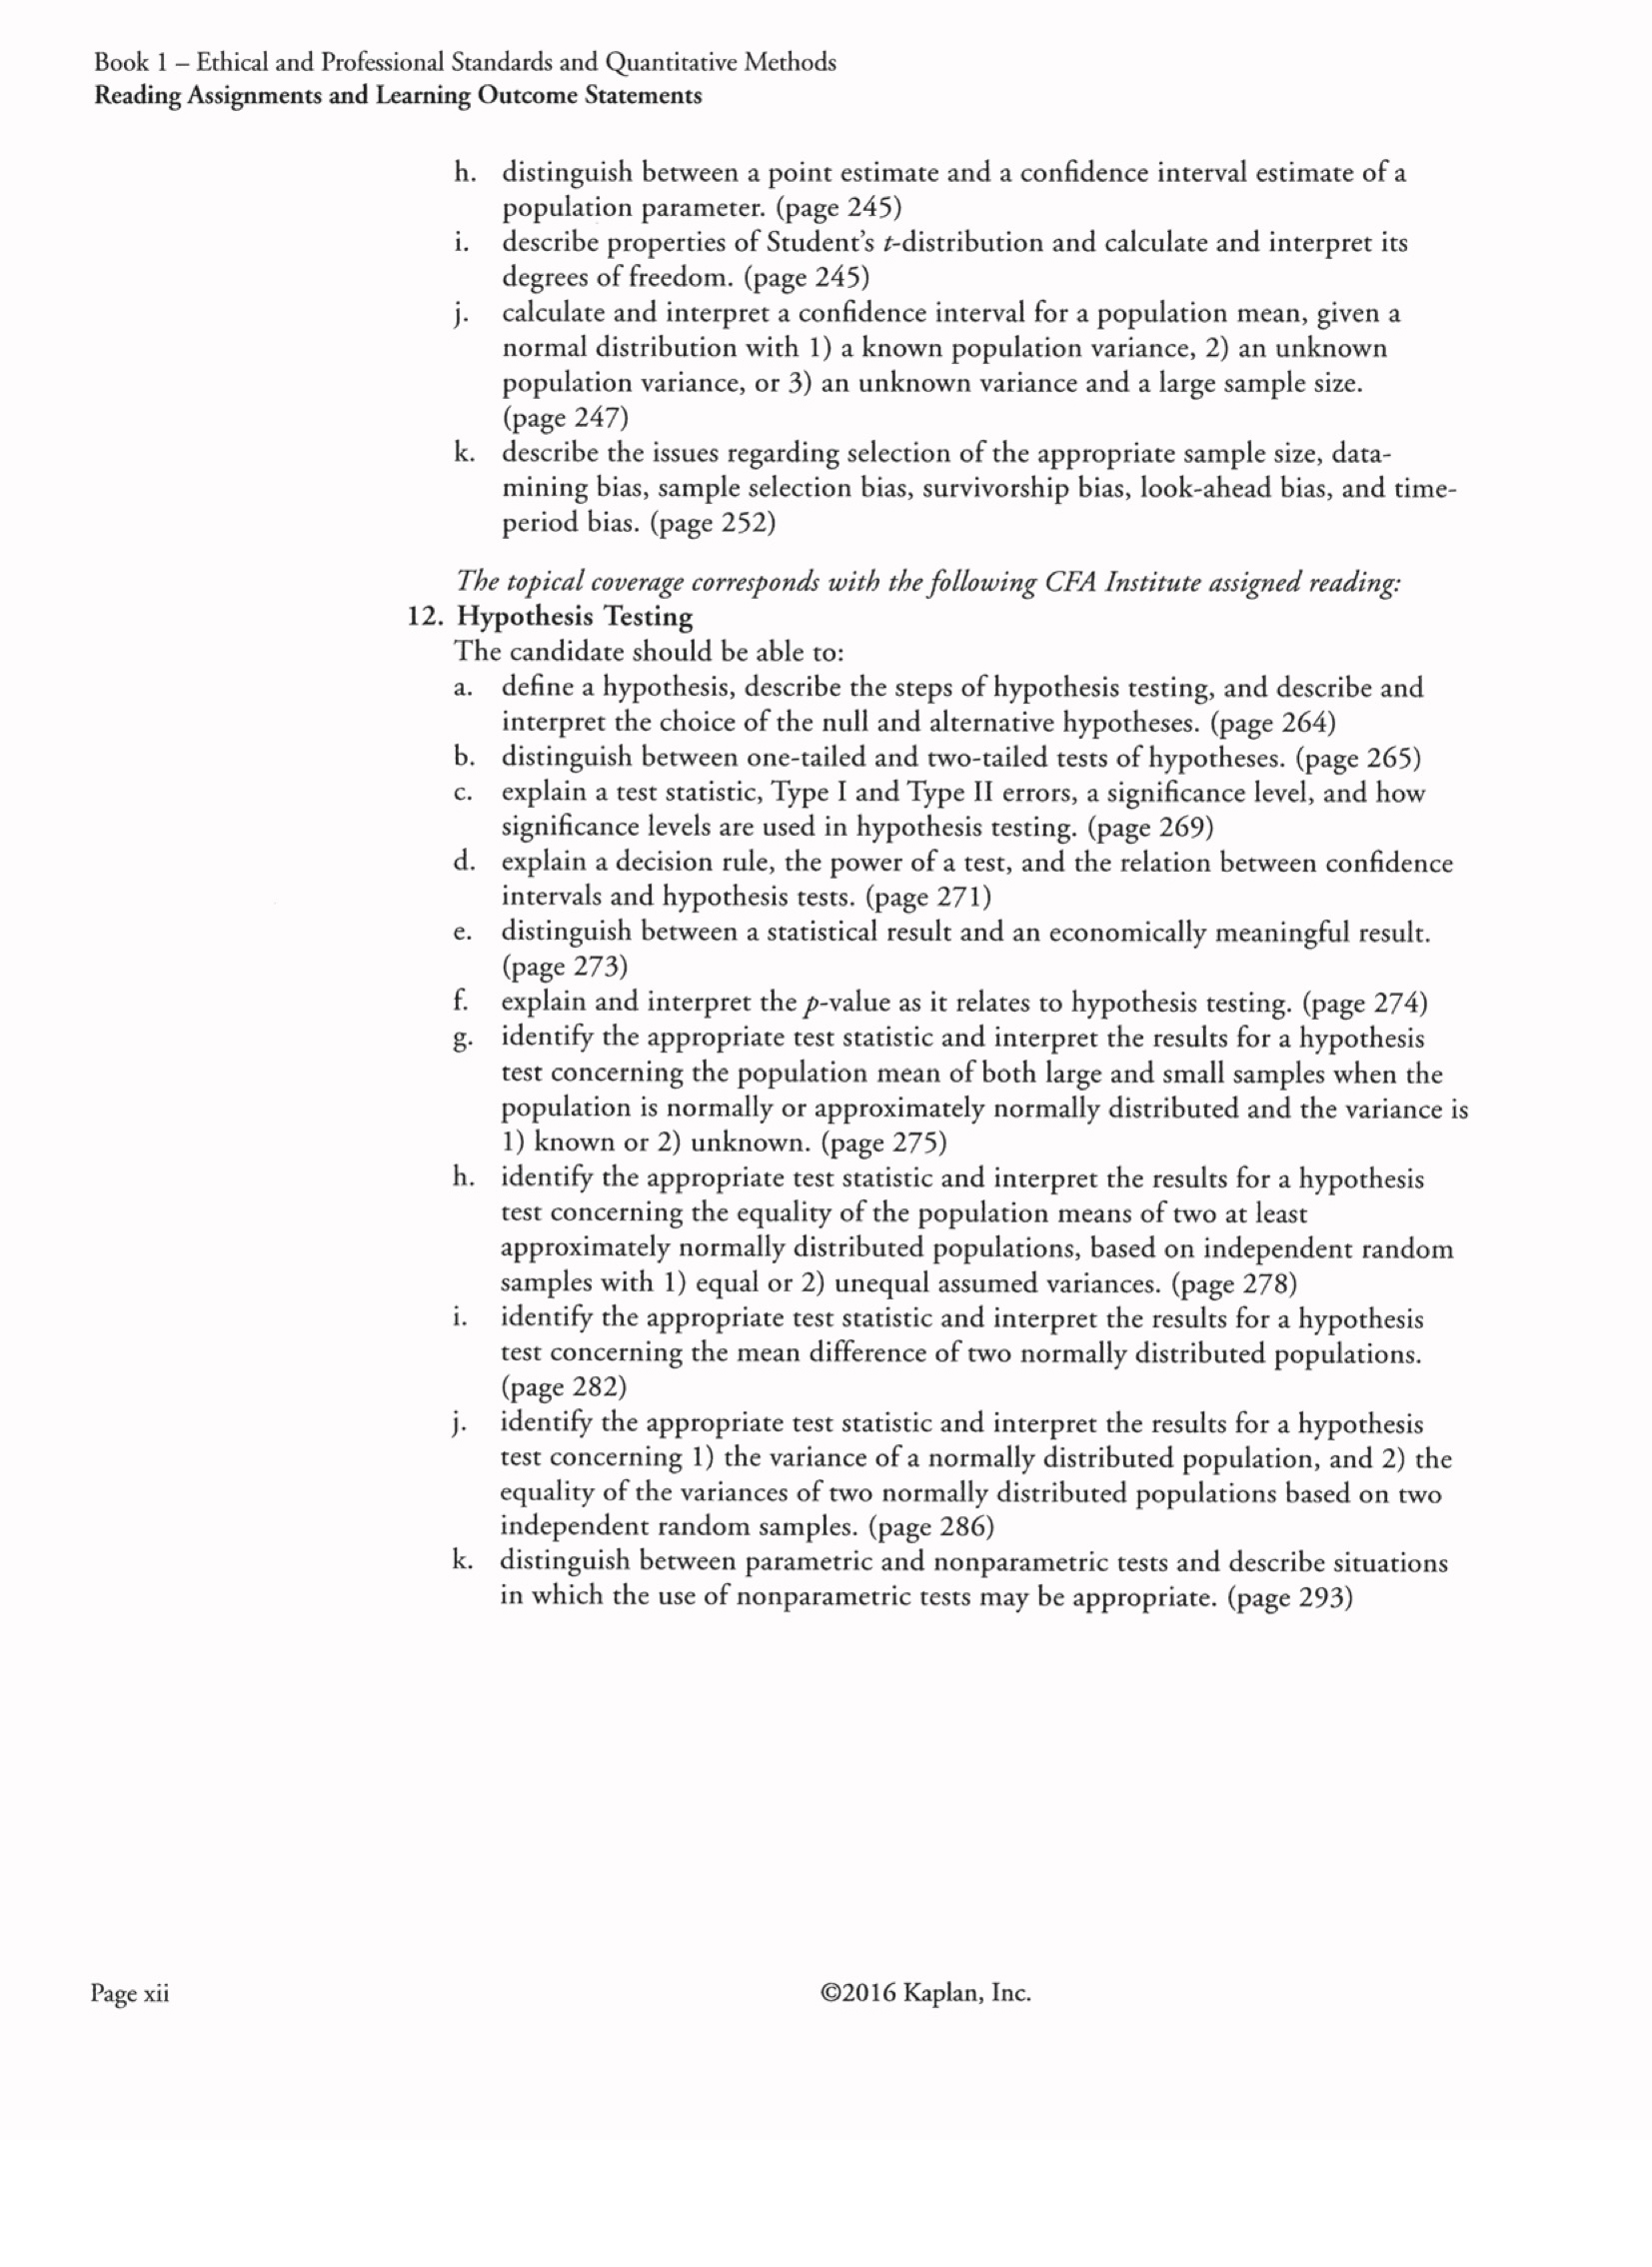 Book 1 – Ethical and Professional Standards and Quantitative Methods
Reading Assignments and Learning Outcome Statements
h. distinguish between a point estimate and a confidence interval estimate of a
population parameter. (page 245)
i. describe properties of Student's t-distribution and calculate and interpret its
degrees of freedom. (page 245)
j. calculate and interpret a confidence interval for a population mean, given a
normal distribution with 1) a known population variance, 2) an unknown
population variance, or 3) an unknown variance and a large sample size.
(page 247)
k. describe the issues regarding selection of the appropriate sample size, data-
mining bias, sample selection bias, survivorship bias, look-ahead bias, and time-
period bias. (page 252)
The topical coverage corresponds with the following CFA Institute assigned reading:
12. Hypothesis Testing
The candidate should be able to:
a. define a hypothesis, describe the steps of hypothesis testing, and describe and
interpret the choice of the null and alternative hypotheses. (page 264)
b. distinguish between one-tailed and two-tailed tests of hypotheses. (page 265)
c. explain a test statistic, Type I and Type II errors, a significance level, and how
significance levels are used in hypothesis testing. (page 269)
d. explain a decision rule, the power of a test, and the relation between confidence
intervals and hypothesis tests. (page 271)
e. distinguish between a statistical result and an economically meaningful result.
(page 273)
f. explain and interpret the p-value as it relates to hypothesis testing. (page 274)
g. identify the appropriate test statistic and interpret the results for a hypothesis
test concerning the population mean of both large and small samples when the
population is normally or approximately normally distributed and the variance is
1) known or 2) unknown. (page 275)
h. identify the appropriate test statistic and interpret the results for a hypothesis
test concerning the equality of the population means of two at least
approximately normally distributed populations, based on independent random
samples with 1) equal or 2) unequal assumed variances. (page 278)
i. identify the appropriate test statistic and interpret the results for a hypothesis
test concerning the mean difference of two normally distributed populations.
(page 282)
j. identify the appropriate test statistic and interpret the results for a hypothesis
test concerning 1) the variance of a normally distributed population, and 2) the
equality of the variances of two normally distributed populations based on two
independent random samples. (page 286)
k. distinguish between parametric and nonparametric tests and describe situations
in which the use of nonparametric tests may be appropriate. (page 293)
Page xii
©2016 Kaplan, Inc.